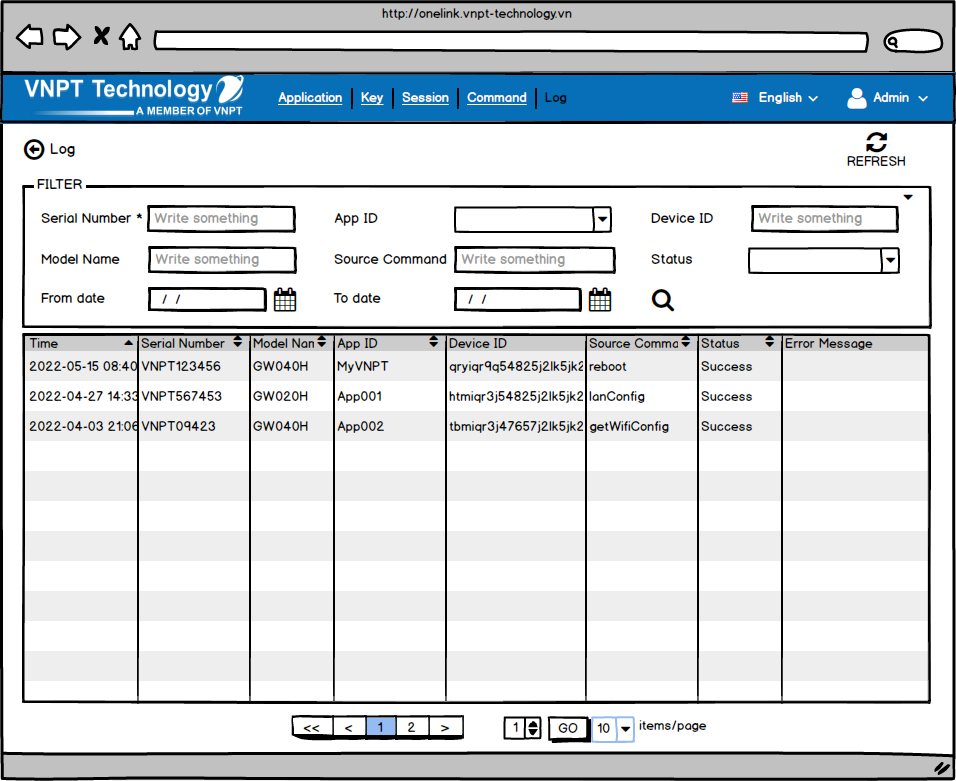 http://onelink.vnpt-technology.vn
VNPT Technology
A MEMBER OF VNPT
Application Key Session Command Log English Admin
Log
REFRESH
FILTER
Serial Number * Write something App ID Device ID Write something
Model Name Write something Source Command Write something Status
From date / / To date / /
Time Serial Number Model Nam App ID Device ID Source Comma Status Error Message
2022-05-15 08:40 VNPT123456 GW040H MyVNPT qryiqr9q54825j2lk5jk2 reboot Success
2022-04-27 14:33 VNPT567453 GW020H App001 htmiqr3j54825j2lk5jk2 lanConfig Success
2022-04-03 21:06 VNPT09423 GW040H App002 tbmiqr3j47657j2lk5jk2 getWifiConfig Success
<< < 1 2 > 1 GO 10 items/page